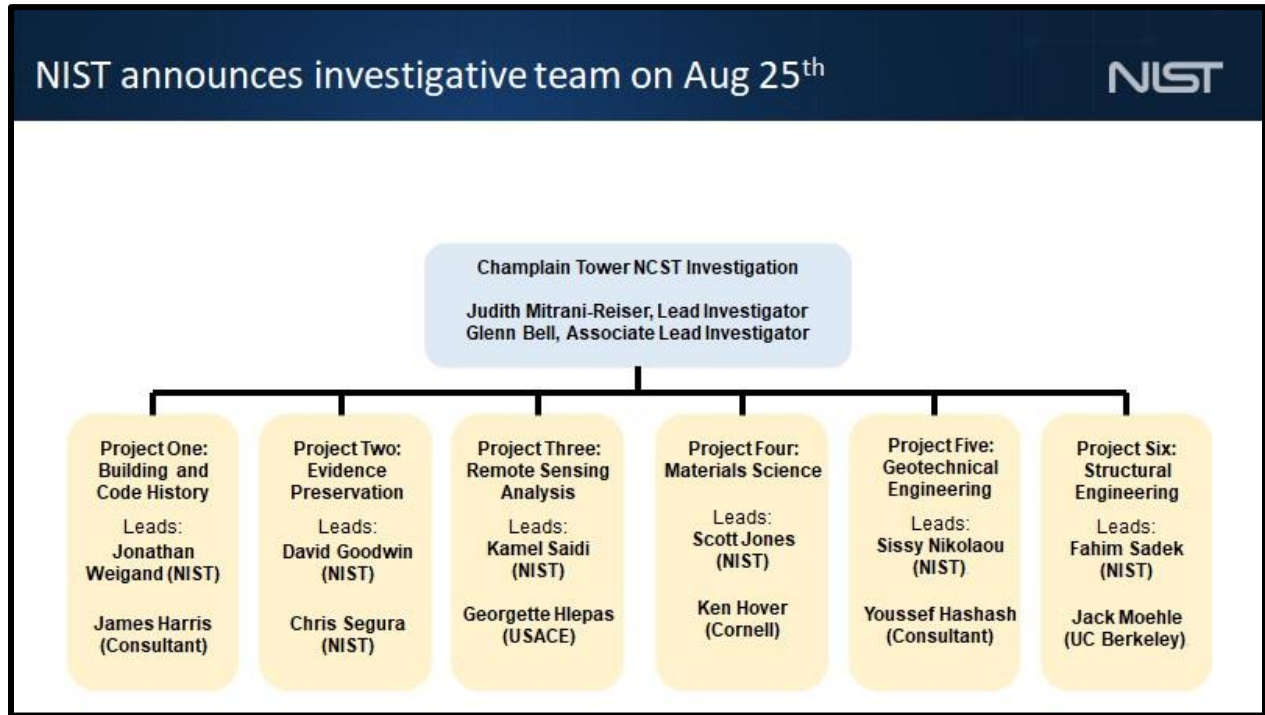 NIST announces investigative team on Aug 25th
NIST
Champlain Tower NCST Investigation
Judith Mitrani-Reiser, Lead Investigator
Glenn Bell, Associate Lead Investigator
Project One:
Building and
Code History
Leads:
Jonathan
Weigand (NIST)
James Harris
(Consultant)
Project Two:
Evidence
Preservation
Leads:
David Goodwin
(NIST)
Chris Segura
(NIST)
Project Three:
Remote Sensing
Analysis
Leads:
Kamel Saidi
(NIST)
Georgette Hlepas
(USACE)
Project Four:
Materials Science
Leads:
Scott Jones
(NIST)
Ken Hover
(Cornell)
Project Five:
Geotechnical
Engineering
Leads:
Sissy Nikolaou
(NIST)
Youssef Hashash
(Consultant)
Project Six:
Structural
Engineering
Leads:
Fahim Sadek
(NIST)
Jack Moehle
(UC Berkeley)